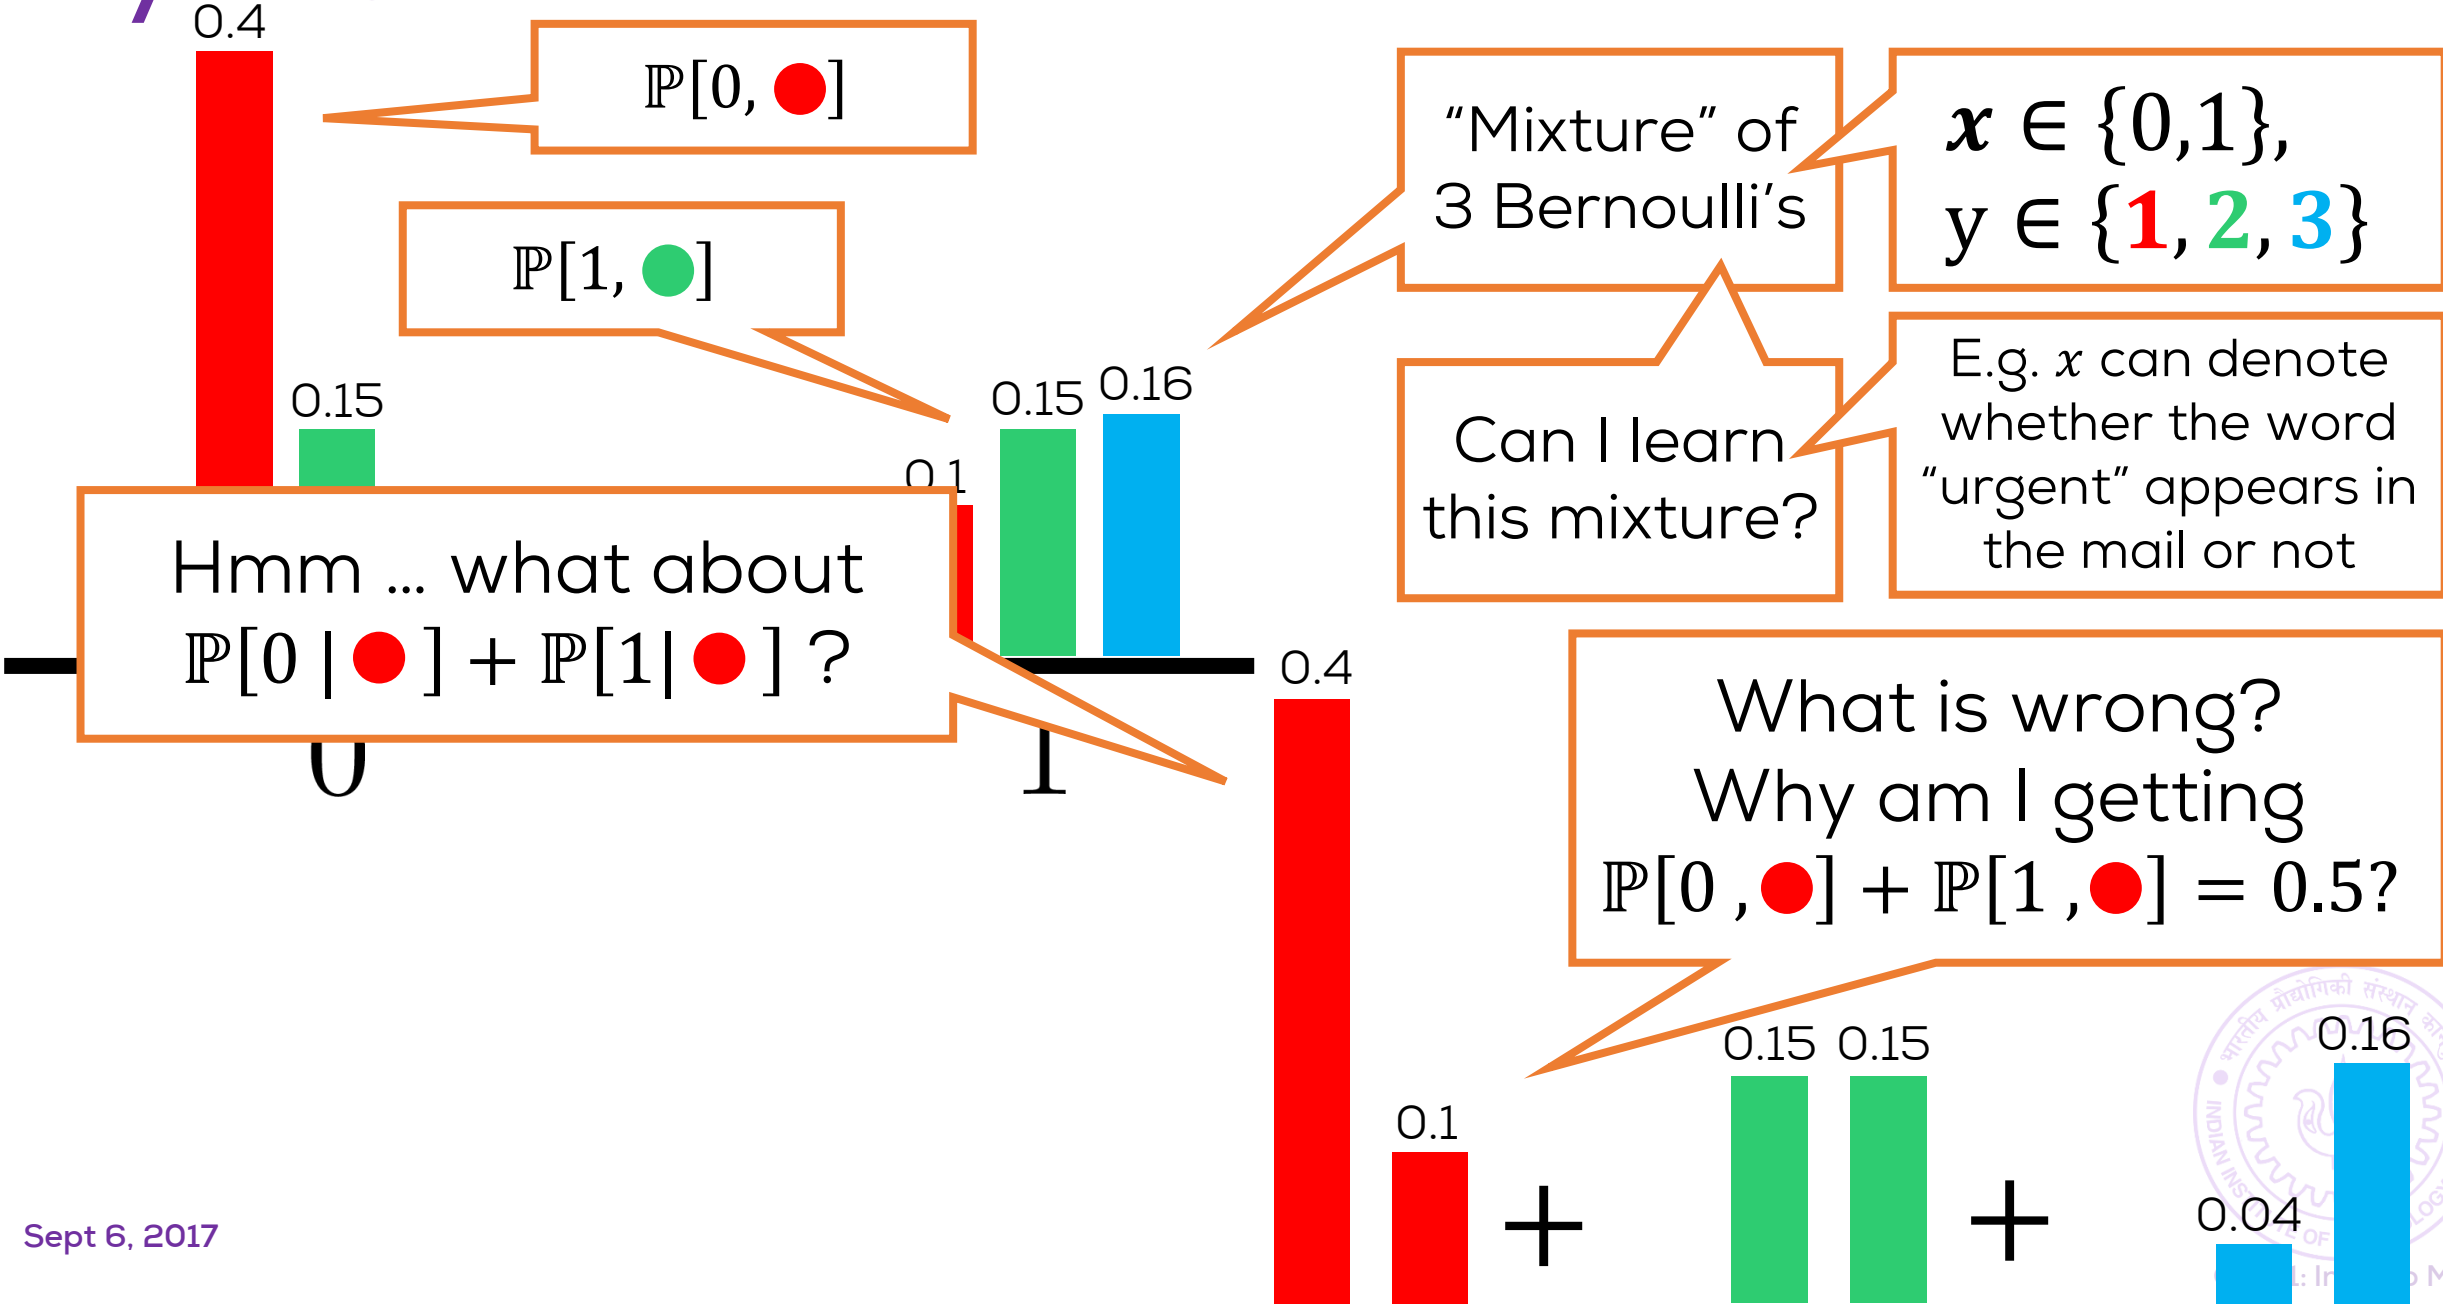 0.4
ℙ[0, ●]
ℙ[1, ●]
0.15
0.1
0.15
0.16
“Mixture” of
3 Bernoulli’s
𝒙 ∈ {0,1},
y ∈ {1, 2, 3}
Can I learn
this mixture?
E.g. 𝑥 can denote
whether the word
“urgent” appears in
the mail or not
Hmm ... what about
ℙ[0 | ●] + ℙ[1| ●] ?
0
1
What is wrong?
Why am I getting
ℙ[0 , ●] + ℙ[1 , ●] = 0.5?
0.4
0.1
+
0.15
0.15
+
0.04
0.16
भारतीय प्रौद्योगिकी संस्थान
INDIAN
OF
Sept 6, 2017